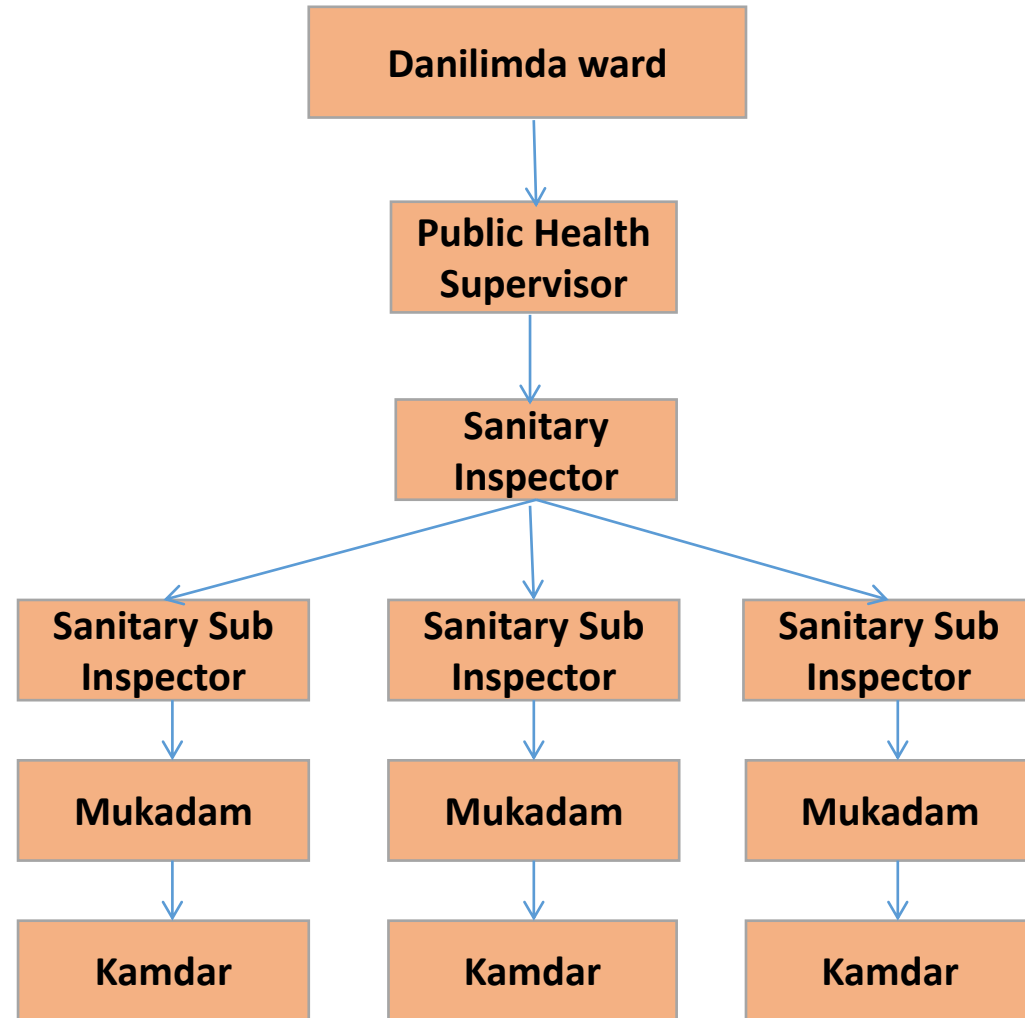 Danilimda ward
Public Health
Supervisor
Sanitary
Inspector
Sanitary Sub
Inspector
Sanitary Sub
Inspector
Sanitary Sub
Inspector
Mukadam
Mukadam
Mukadam
Kamdar
Kamdar
Kamdar